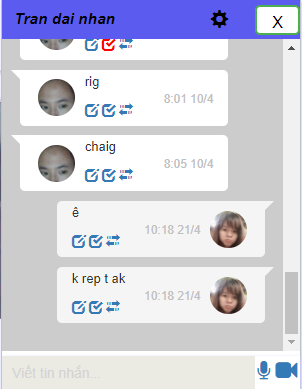 Tran dai nhan
X
rig
8:01 10/4
chaig
8:05 10/4
ê
10:18 21/4
k rep t ak
10:18 21/4
Viết tin nhắn...